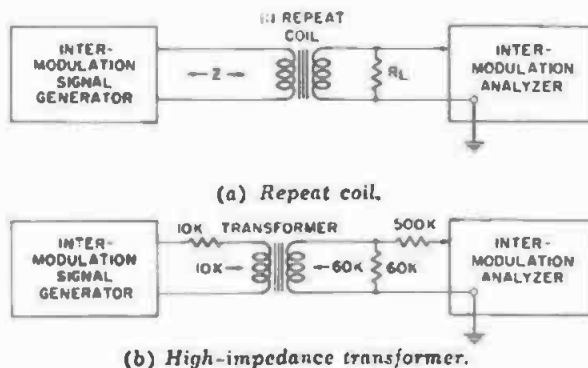 (1) REPEAT
COIL
INTER-
MODULATION
SIGNAL
GENERATOR
Z
RL
INTER-
MODULATION
ANALYZER
(a) Repeat coil.
INTER-
MODULATION
SIGNAL
GENERATOR
10K
TRANSFORMER
10K
60K
60K
500K
INTER-
MODULATION
ANALYZER
(b) High-impedance transformer.